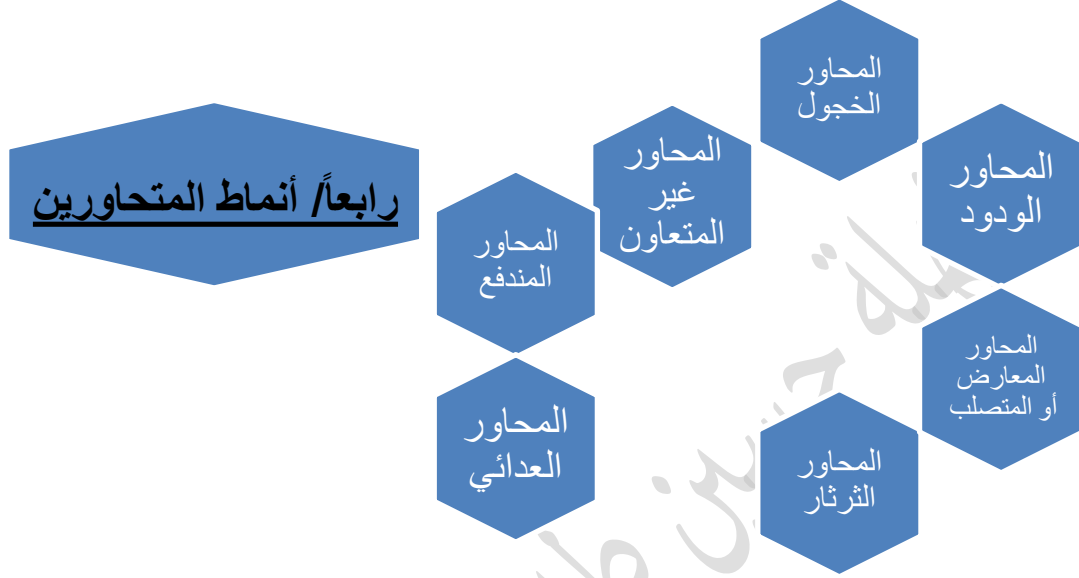 رابعاً/ أنماط المتحاورين
المحاور
الخجول
المحاور
الودود
المحاور
المعارض
أو المتصلب
المحاور
الثرثار
المحاور
غير
المتعاون
المحاور
المندفع
المحاور
العدائي
حسين